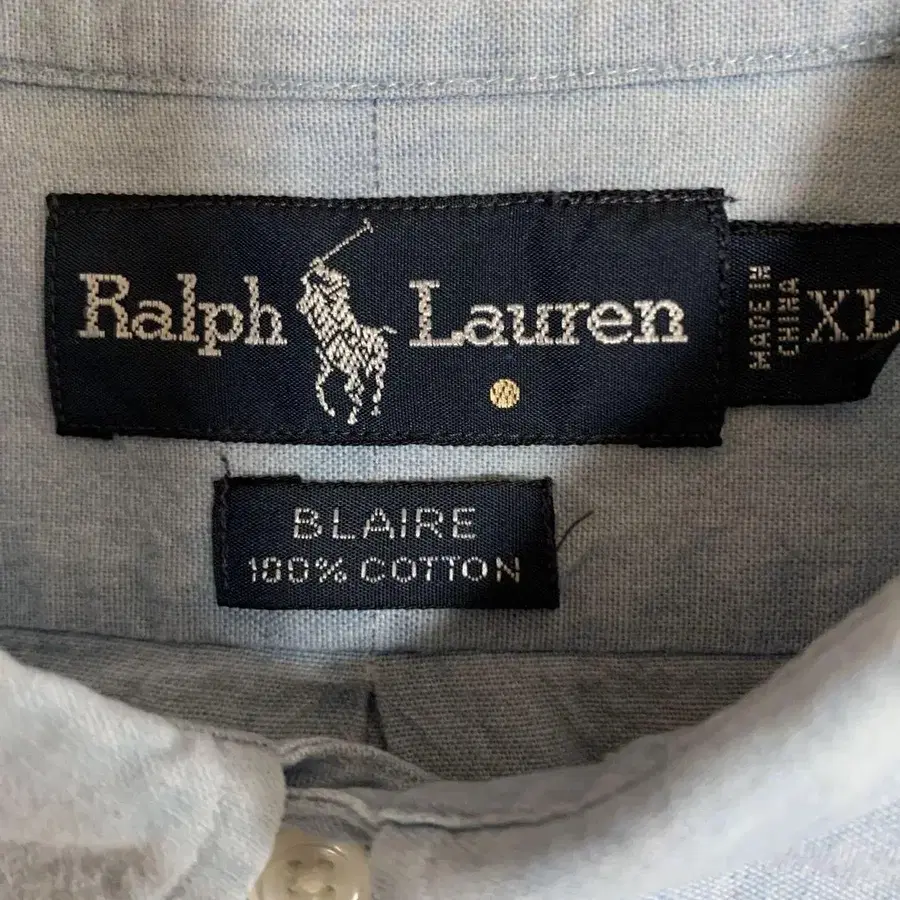 Ralph Lauren
MADE IN
CHINA
XL
BLAIRE
100% COTTON